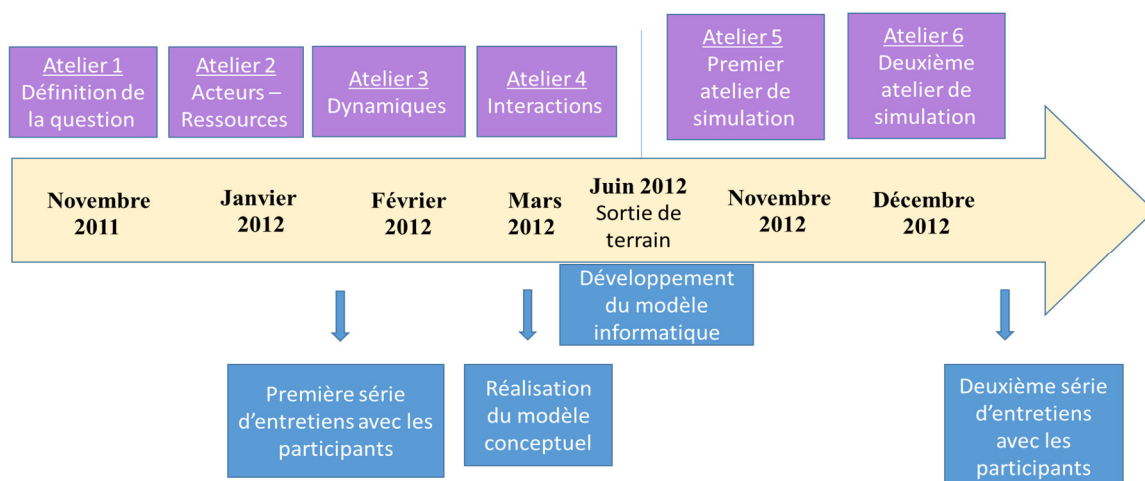 Atelier 1
Définition de
la question
Atelier 2
Acteurs –
Ressources
Atelier 3
Dynamiques
Atelier 4
Interactions
Atelier 5
Premier
atelier de
simulation
Atelier 6
Deuxième
atelier de
simulation
Novembre
2011
Janvier
2012
Février
2012
Mars
2012
Juin 2012
Sortie de
terrain
Novembre
2012
Décembre
2012
Développement
du modèle
informatique
Première série
d'entretiens avec les
participants
Réalisation
du modèle
conceptuel
Deuxième série
d'entretiens
avec les
participants